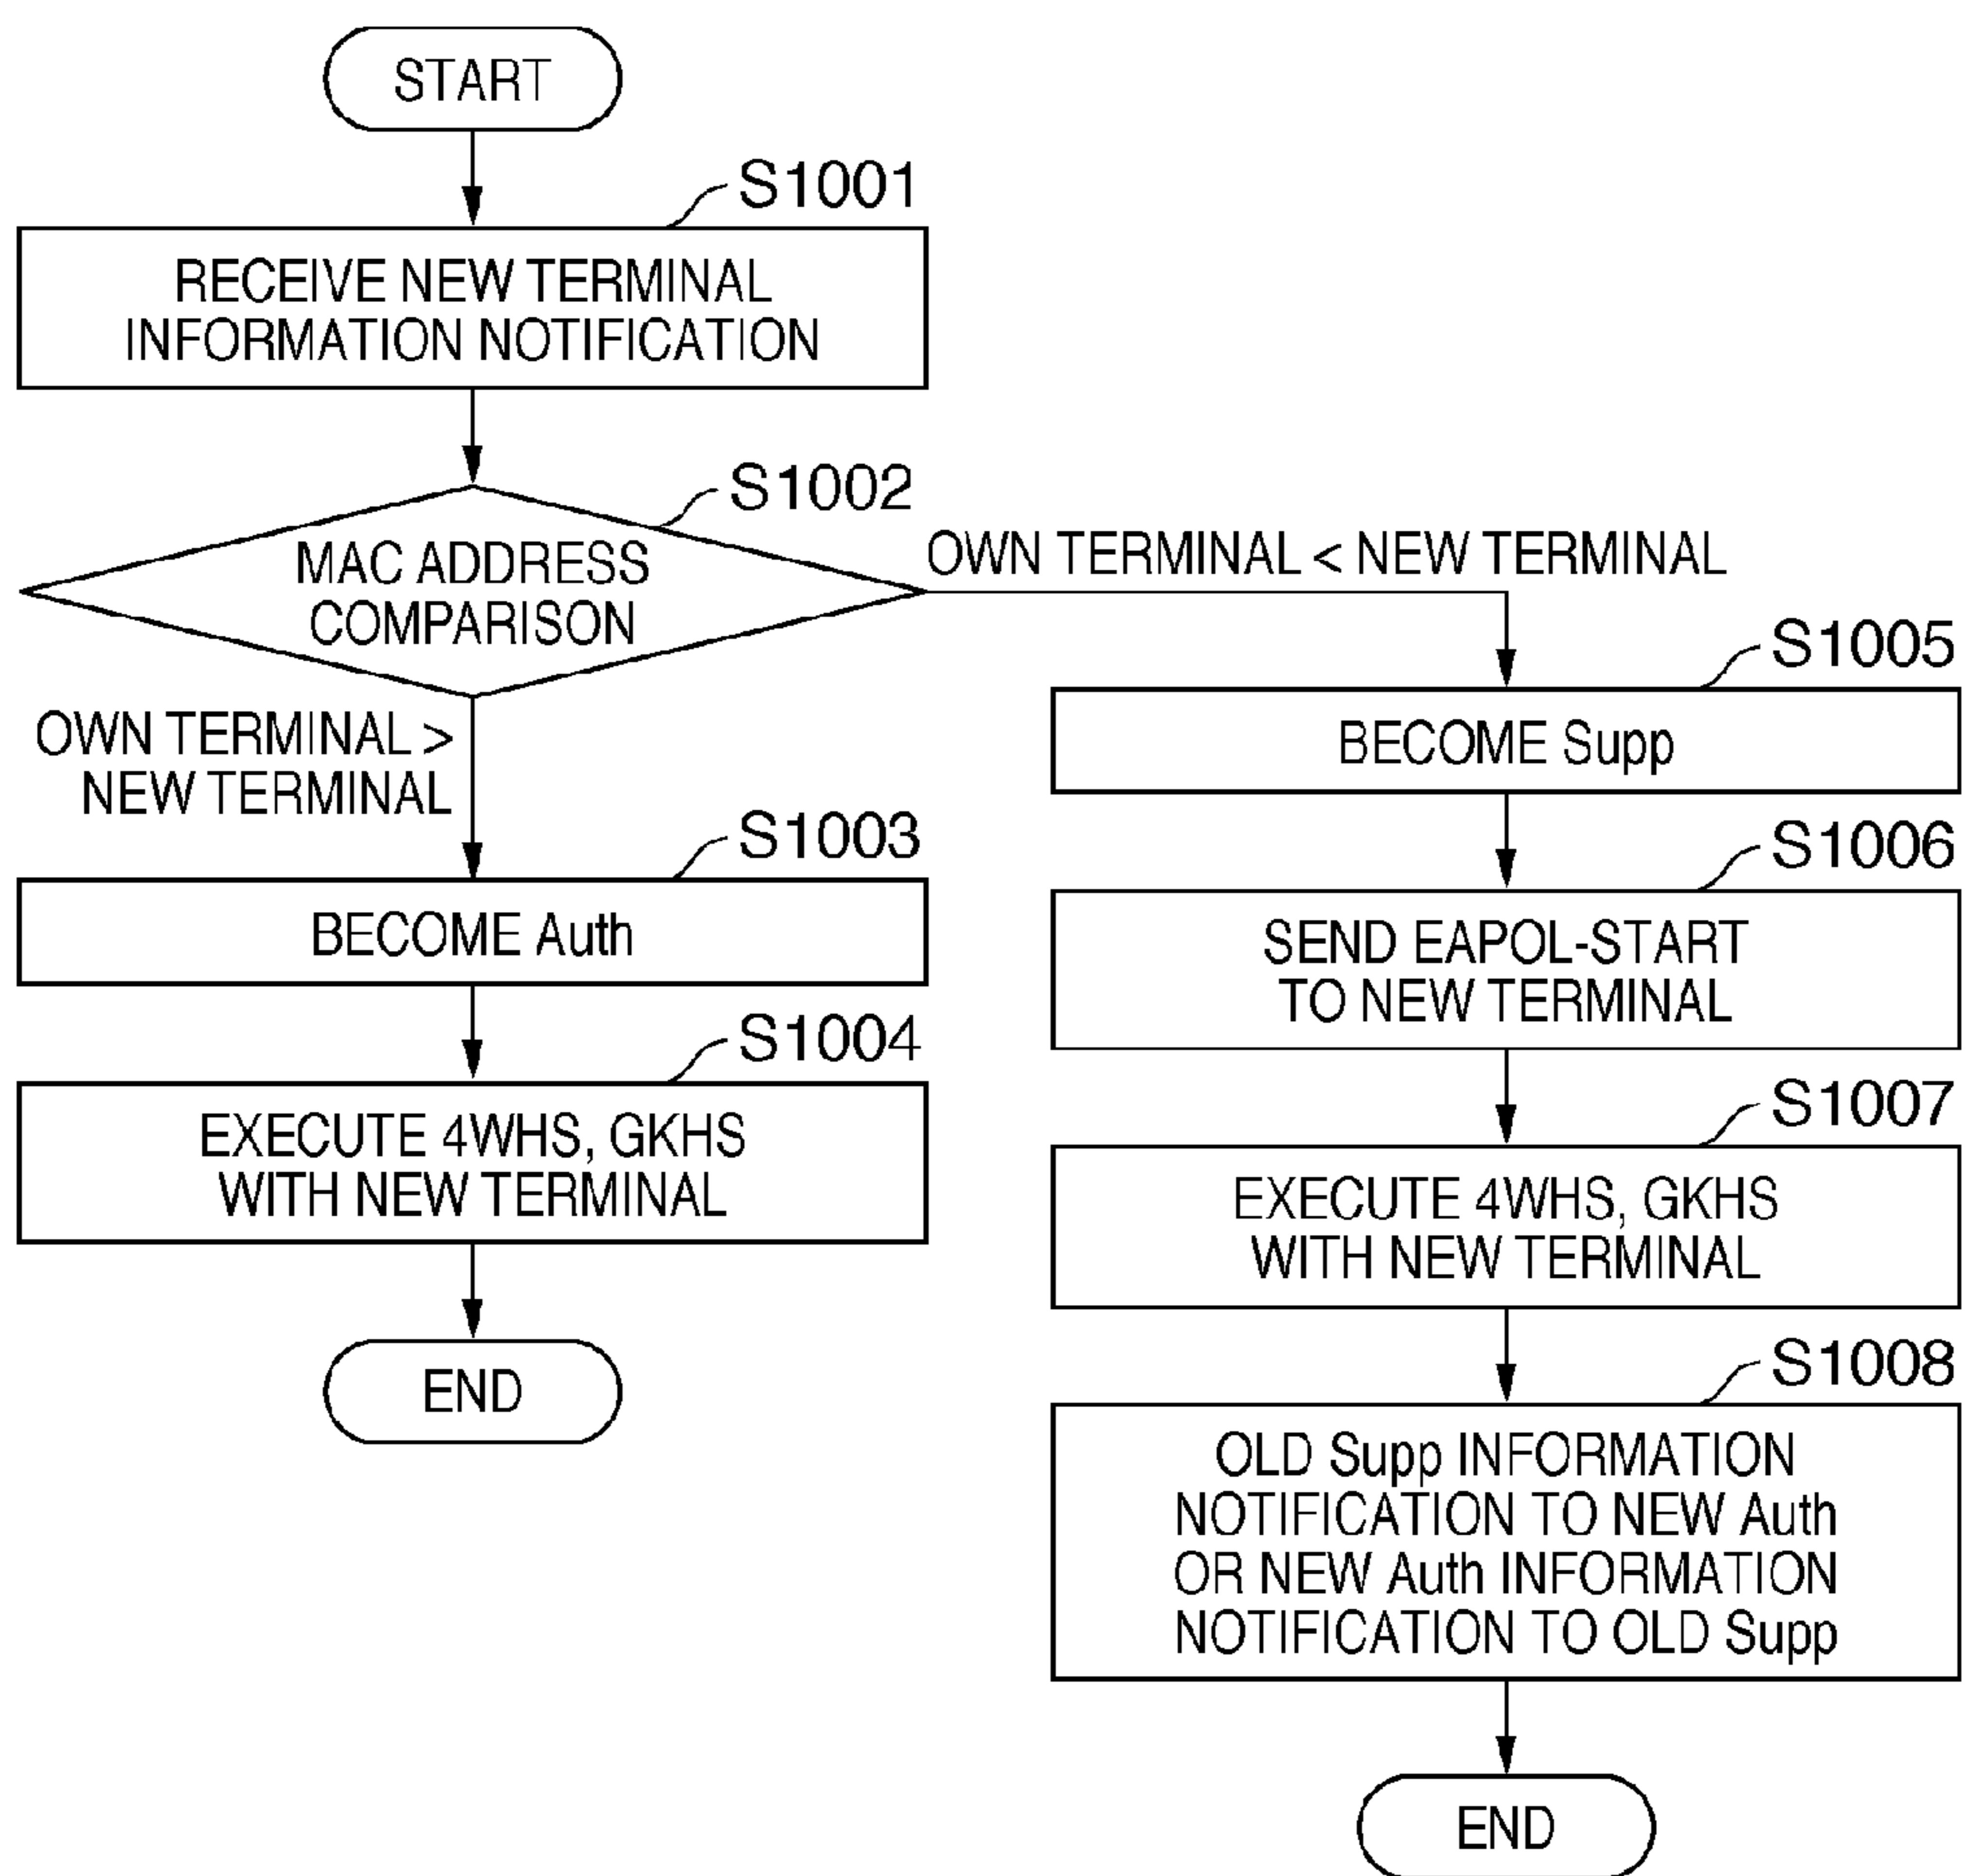 START
S1001
RECEIVE NEW TERMINAL
INFORMATION NOTIFICATION
S1002
MAC ADDRESS
COMPARISON
OWN TERMINAL < NEW TERMINAL
OWN TERMINAL >
NEW TERMINAL
S1003
BECOME Auth
S1004
EXECUTE 4WHS, GKHS
WITH NEW TERMINAL
END
S1005
BECOME Supp
S1006
SEND EAPOL-START
TO NEW TERMINAL
S1007
EXECUTE 4WHS, GKHS
WITH NEW TERMINAL
S1008
OLD Supp INFORMATION
NOTIFICATION TO NEW Auth
OR NEW Auth INFORMATION
NOTIFICATION TO OLD Supp
END